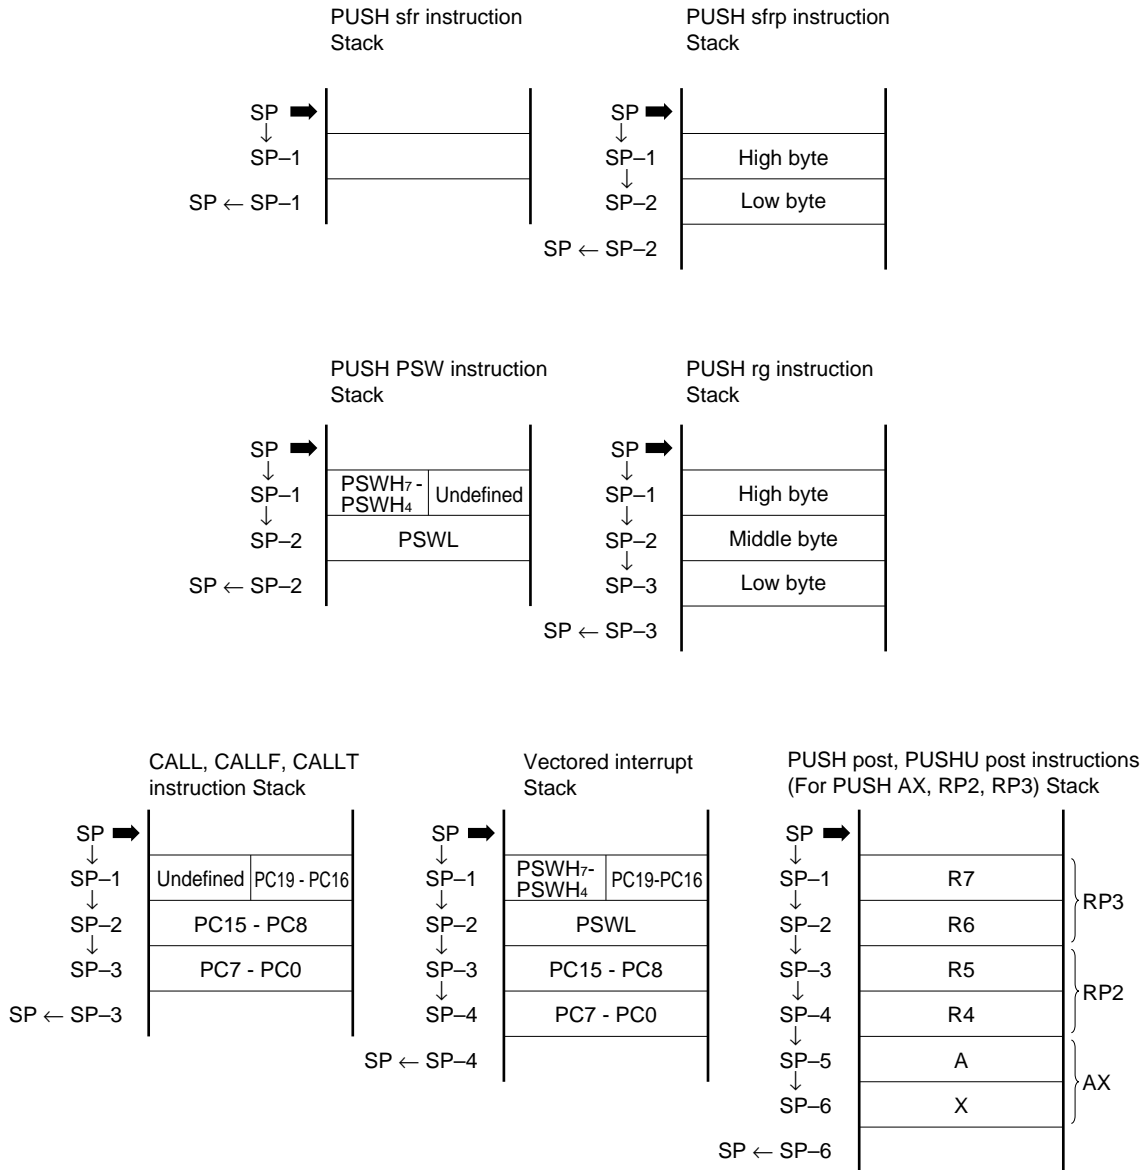 PUSH sfr instruction
Stack
SP
SP–1
SP ← SP–1
PUSH sfrp instruction
Stack
SP
SP–1
High byte
SP–2
Low byte
SP ← SP–2
PUSH PSW instruction
Stack
SP
SP–1
PSWH7 -
PSWH4
Undefined
SP–2
PSWL
SP ← SP–2
PUSH rg instruction
Stack
SP
SP–1
High byte
SP–2
Middle byte
SP–3
Low byte
SP ← SP–3
CALL, CALLF, CALLT
instruction Stack
SP
SP–1
Undefined
PC19 - PC16
SP–2
PC15 - PC8
SP–3
PC7 - PC0
SP ← SP–3
Vectored interrupt
Stack
SP
SP–1
PSWH7-
PSWH4
PC19-PC16
SP–2
PSWL
SP–3
PC15 - PC8
SP–4
PC7 - PC0
SP ← SP–4
PUSH post, PUSHU post instructions
(For PUSH AX, RP2, RP3) Stack
SP
SP–1
R7
SP–2
R6
RP3
SP–3
R5
SP–4
R4
RP2
SP–5
A
SP–6
X
AX
SP ← SP–6